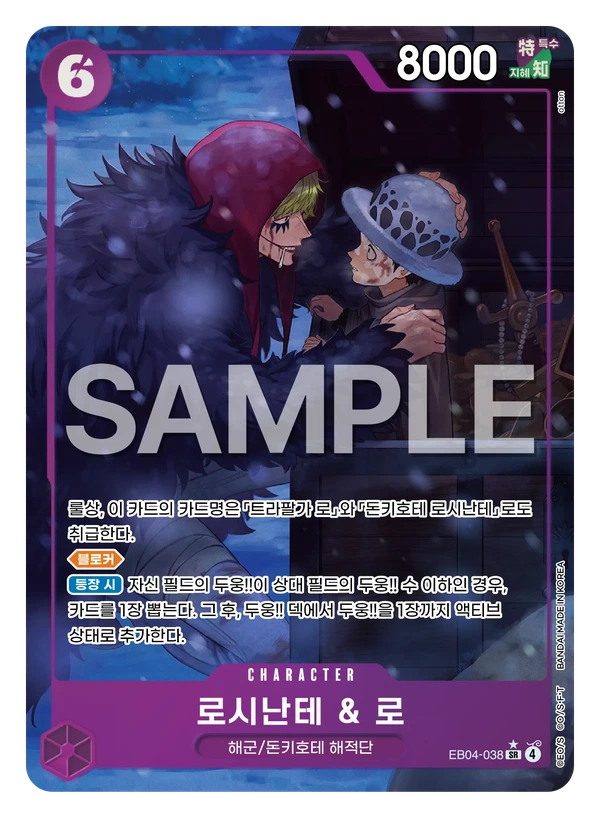 6
8000
特 특수
지혜 知
otton
SAMPLE
룰상, 이 카드의 카드명은 「트라팔가 로」와 「돈키호테 로시난테」로도
취급한다.
블로커
등장 시 자신 필드의 두웅!!이 상대 필드의 두웅!! 수 이하인 경우,
카드를 1장 뽑는다. 그 후, 두웅!! 덱에서 두웅!!을 1장까지 액티브
상태로 추가한다.
CHARACTER
로시난테 & 로
해군/돈키호테 해적단
EB04-038 SR 4
©EO/S ©O/S·F·T BANDAI MADE IN KOREA